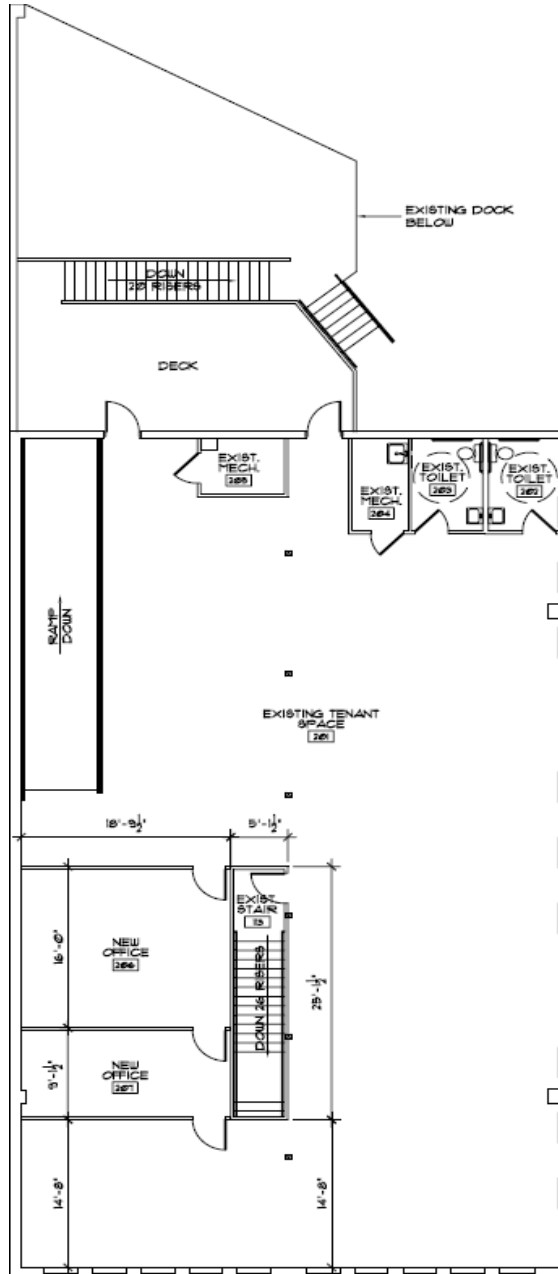 EXISTING DOCK
BELOW
DOWN
20 RISERS
DECK
EXIST.
MECH.
205
EXIST.
MECH.
204
EXIST.
TOILET
203
EXIST.
TOILET
202
RAMP
DOWN
EXISTING TENANT
SPACE
201
18'-9½"
5'-1½"
EXIST
STAIR
113
NEW
OFFICE
206
16'-0"
DOWN 26 RISERS
25'-1½"
NEW
OFFICE
207
9'-1½"
14'-8"
14'-8"